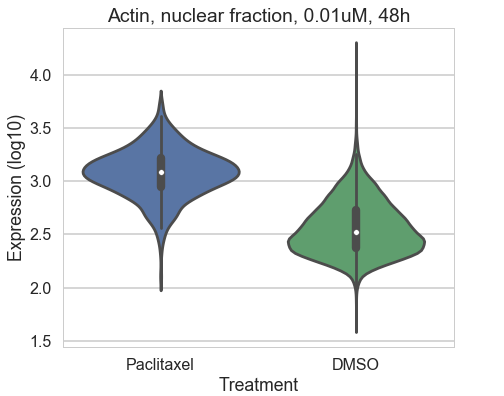 Actin, nuclear fraction, 0.01uM, 48h
Expression (log10)
4.0
3.5
3.0
2.5
2.0
1.5
Paclitaxel
DMSO
Treatment